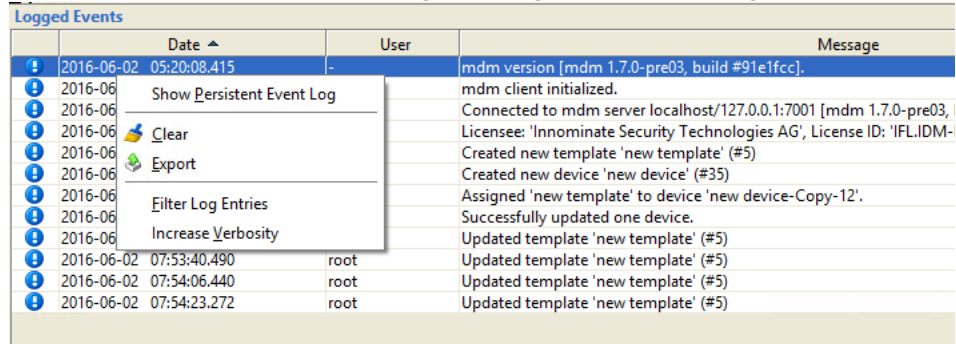 Logged Events
Date User Message
2016-06-02 05:20:08.415 - mdm version [mdm 1.7.0-pre03, build #91e1fcc].
2016-06 mdm client initialized.
Show Persistent Event Log
2016-06 Connected to mdm server localhost/127.0.0.1:7001 [mdm 1.7.0-pre03,
2016-06 Licensee: 'Innominate Security Technologies AG', License ID: 'IFL.IDM-
Clear
2016-06 Created new template 'new template' (#5)
Export
2016-06 Created new device 'new device' (#35)
2016-06 Assigned 'new template' to device 'new device-Copy-12'.
Filter Log Entries
2016-06 Successfully updated one device.
Increase Verbosity
2016-06 Updated template 'new template' (#5)
2016-06-02 07:53:40.490 root Updated template 'new template' (#5)
2016-06-02 07:54:06.440 root Updated template 'new template' (#5)
2016-06-02 07:54:23.272 root Updated template 'new template' (#5)